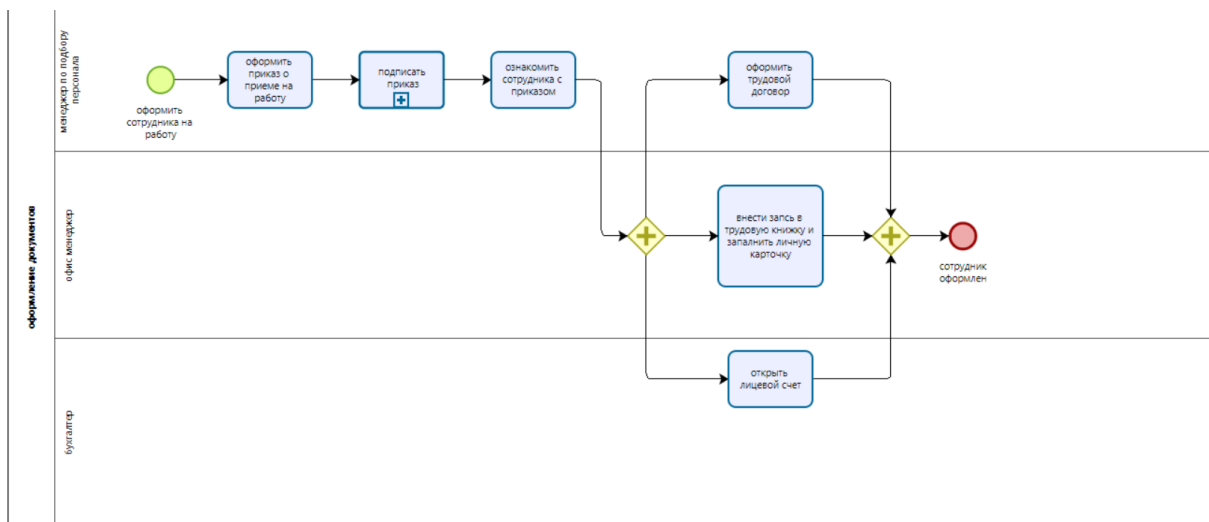 оформление документов
менеджер по подбору
персонала
оформить
сотрудника на
работу
оформить
приказ о
приеме на
работу
подписать
приказ
ознакомить
сотрудника с
приказом
оформить
трудовой
договор
офис менеджер
внести запсь в
трудовую книжку и
запалнить личную
карточку
сотрудник
оформлен
бухгалтер
открыть
лицевой счет